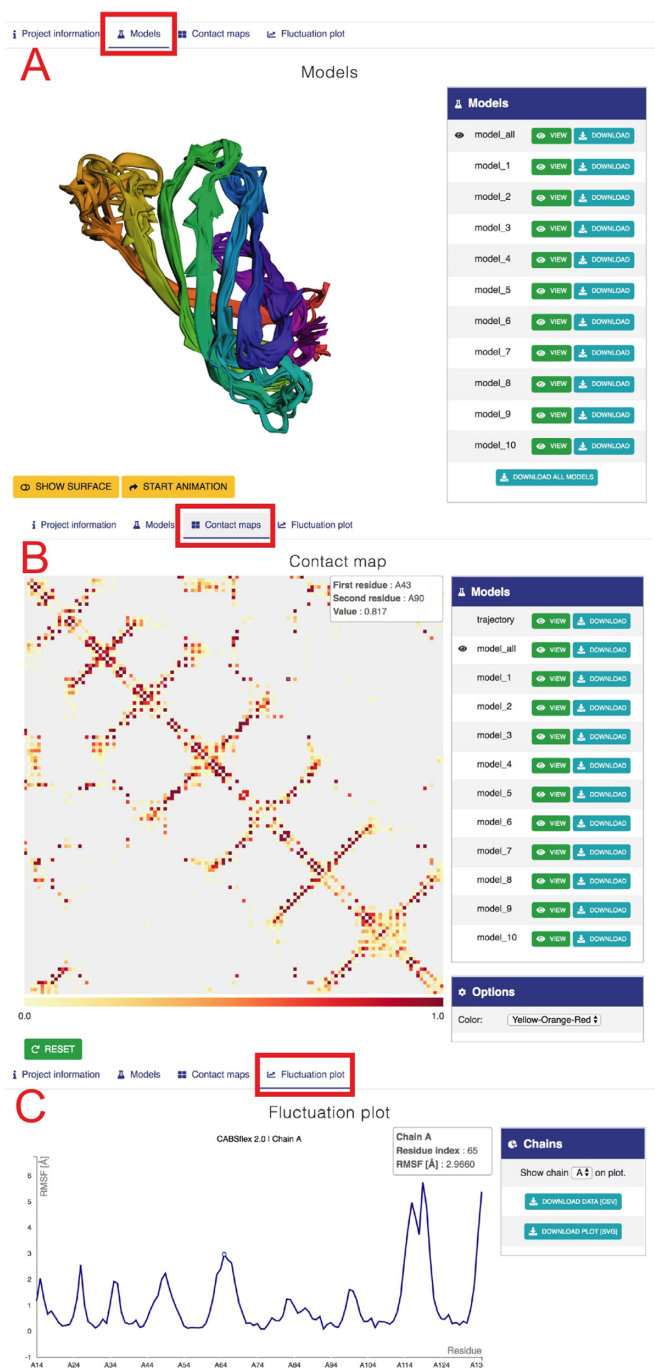 Project information Models Contact maps Fluctuation plot
A
Models
Models
model_all VIEW DOWNLOAD
model_1 VIEW DOWNLOAD
model_2 VIEW DOWNLOAD
model_3 VIEW DOWNLOAD
model_4 VIEW DOWNLOAD
model_5 VIEW DOWNLOAD
model_6 VIEW DOWNLOAD
model_7 VIEW DOWNLOAD
model_8 VIEW DOWNLOAD
model_9 VIEW DOWNLOAD
model_10 VIEW DOWNLOAD
DOWNLOAD ALL MODELS
SHOW SURFACE START ANIMATION
Project information Models Contact maps Fluctuation plot
B
Contact map
First residue : A43
Second residue : A90
Value : 0.817
Models
trajectory VIEW DOWNLOAD
model_all VIEW DOWNLOAD
model_1 VIEW DOWNLOAD
model_2 VIEW DOWNLOAD
model_3 VIEW DOWNLOAD
model_4 VIEW DOWNLOAD
model_5 VIEW DOWNLOAD
model_6 VIEW DOWNLOAD
model_7 VIEW DOWNLOAD
model_8 VIEW DOWNLOAD
model_9 VIEW DOWNLOAD
model_10 VIEW DOWNLOAD
0.0 1.0
Options
Color: Yellow-Orange-Red
RESET
Project information Models Contact maps Fluctuation plot
C
Fluctuation plot
CABSflex 2.0 | Chain A
Chain A
Residue index : 65
RMSF [Å] : 2.9660
Chains
Show chain A on plot.
DOWNLOAD DATA [CSV]
DOWNLOAD PLOT [SVG]
RMSF [Å]
6
5
4
3
2
1
0
-1
Residue
A14 A24 A34 A44 A54 A64 A74 A84 A94 A104 A114 A124 A13